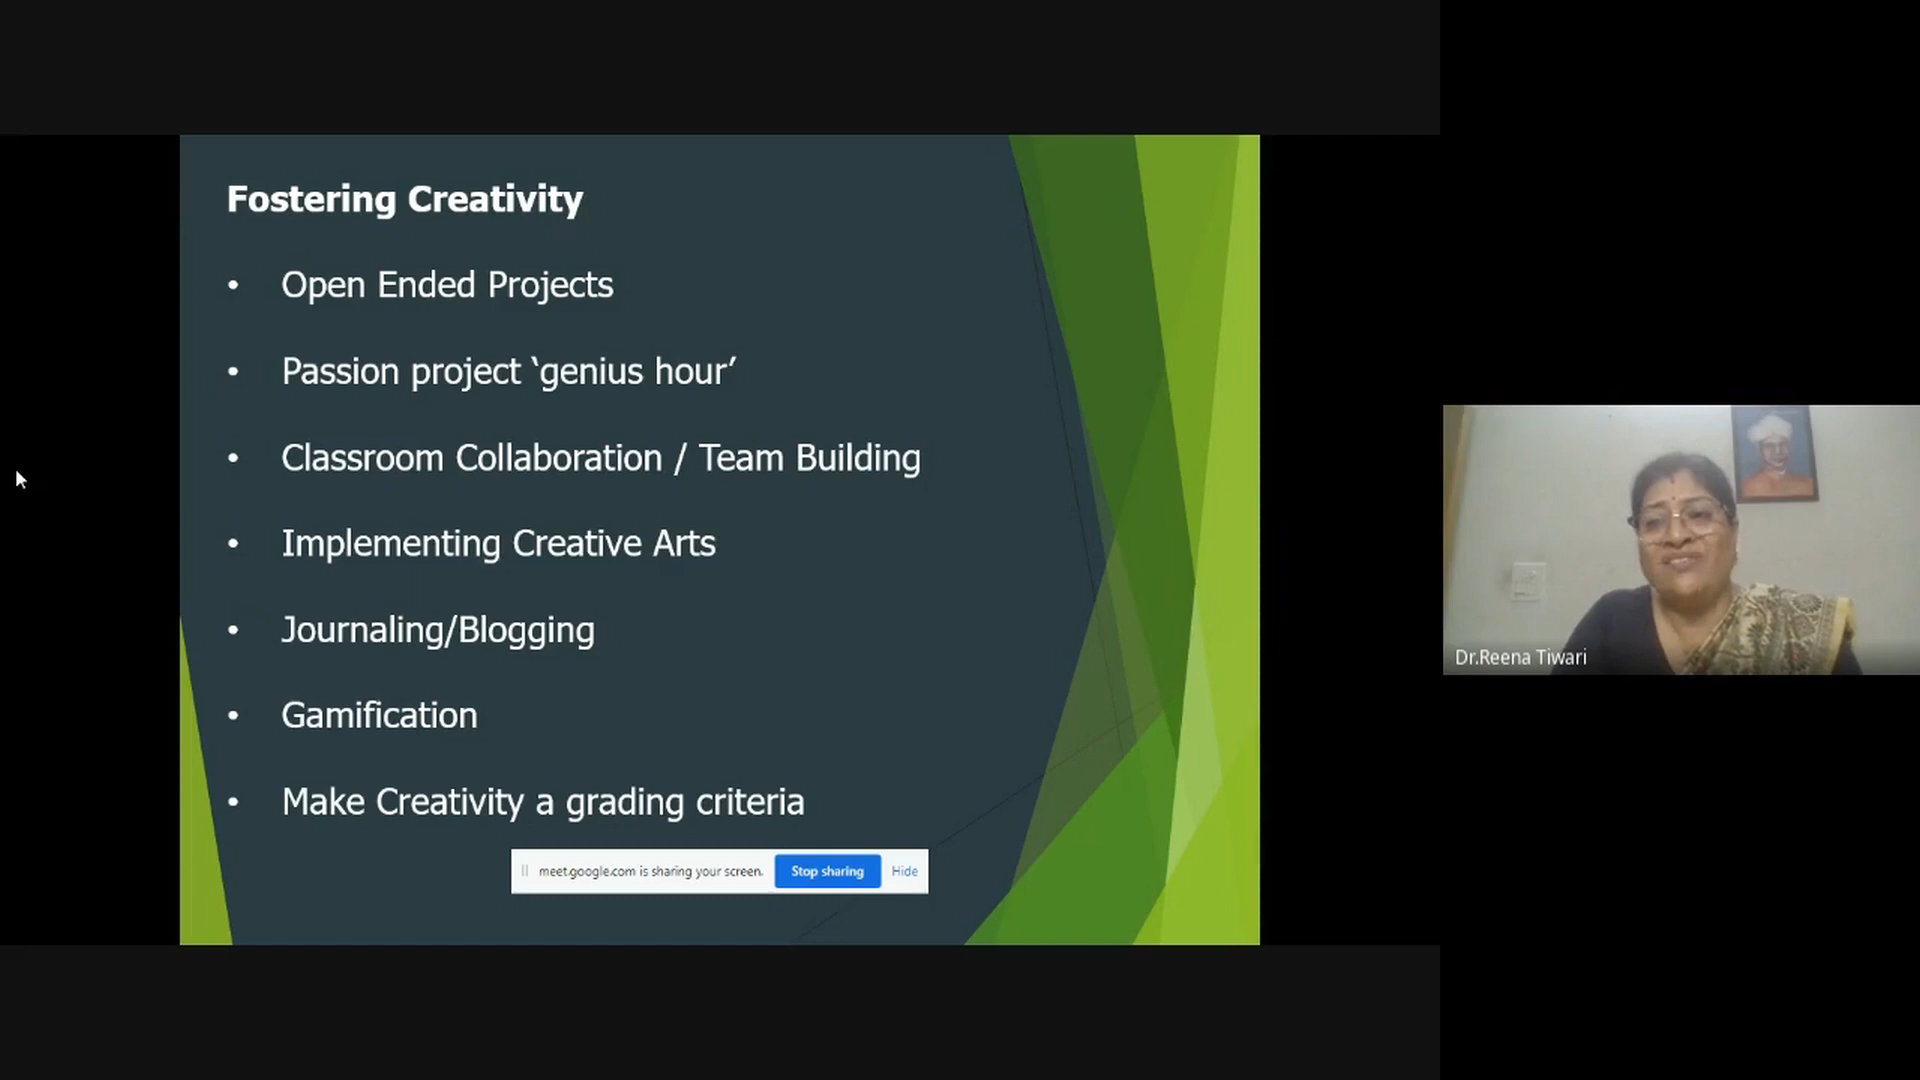 Fostering Creativity
• Open Ended Projects
• Passion project ‘genius hour’
• Classroom Collaboration / Team Building
• Implementing Creative Arts
• Journaling/Blogging
• Gamification
• Make Creativity a grading criteria
meet.google.com is sharing your screen. Stop sharing Hide
Dr.Reena Tiwari